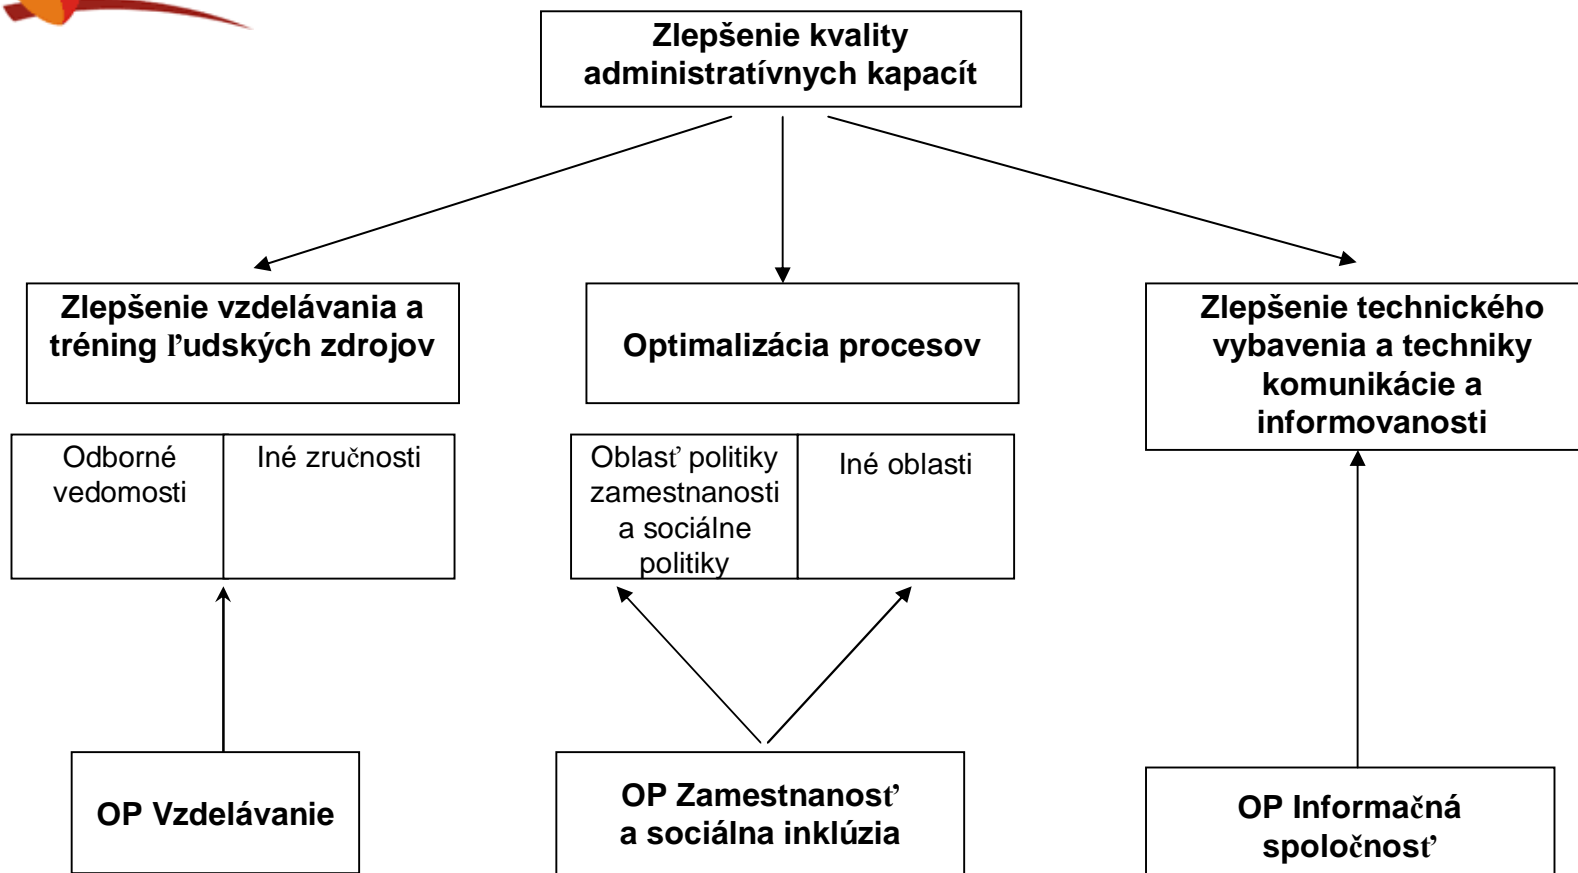 Zlepšenie kvality
administratívnych kapacít
Zlepšenie vzdelávania a
tréning ľudských zdrojov
Optimalizácia procesov
Zlepšenie technického
vybavenia a techniky
komunikácie a
informovanosti
Odborné
vedomosti
Iné zručnosti
Oblasť politiky
zamestnanosti
a sociálne
politiky
Iné oblasti
OP Vzdelávanie
OP Zamestnanosť
a sociálna inklúzia
OP Informačná
spoločnosť